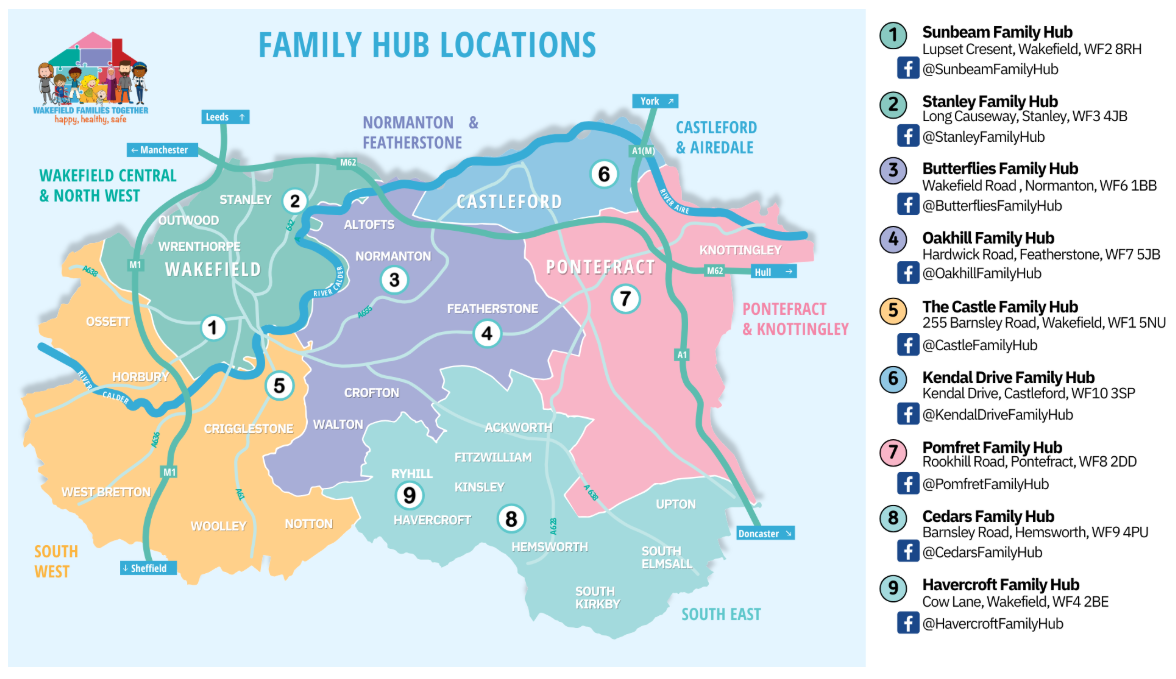 FAMILY HUB LOCATIONS
WAKEFIELD FAMILIES TOGETHER
happy, healthy, safe
Leeds ↑
← Manchester
York ↗
NORMANTON &
FEATHERSTONE
CASTLEFORD
& AIREDALE
WAKEFIELD CENTRAL
& NORTH WEST
M62
A1(M)
6
STANLEY
2
OUTWOOD
ALTOFTS
CASTLEFORD
RIVER AIRE
WRENTHORPE
WAKEFIELD
M1
A638
NORMANTON
3
RIVER CALDER
PONTEFRACT
KNOTTINGLEY
M62
Hull →
7
PONTEFRACT
& KNOTTINGLEY
OSSETT
1
FEATHERSTONE
4
A1
HORBURY
RIVER CALDER
5
CROFTON
WALTON
CRIGGLESTONE
A636
ACKWORTH
FITZWILLIAM
RYHILL
9
KINSLEY
HAVERCROFT
8
M1
A61
WEST BRETTON
WOOLLEY
NOTTON
A 638
A628
UPTON
HEMSWORTH
Doncaster ↘
SOUTH
WEST
↓ Sheffield
SOUTH
ELMSALL
SOUTH
KIRKBY
SOUTH EAST
1 Sunbeam Family Hub
Lupset Cresent, Wakefield, WF2 8RH
@SunbeamFamilyHub
2 Stanley Family Hub
Long Causeway, Stanley, WF3 4JB
@StanleyFamilyHub
3 Butterflies Family Hub
Wakefield Road , Normanton, WF6 1BB
@ButterfliesFamilyHub
4 Oakhill Family Hub
Hardwick Road, Featherstone, WF7 5JB
@OakhillFamilyHub
5 The Castle Family Hub
255 Barnsley Road, Wakefield, WF1 5NU
@CastleFamilyHub
6 Kendal Drive Family Hub
Kendal Drive, Castleford, WF10 3SP
@KendalDriveFamilyHub
7 Pomfret Family Hub
Rookhill Road, Pontefract, WF8 2DD
@PomfretFamilyHub
8 Cedars Family Hub
Barnsley Road, Hemsworth, WF9 4PU
@CedarsFamilyHub
9 Havercroft Family Hub
Cow Lane, Wakefield, WF4 2BE
@HavercroftFamilyHub